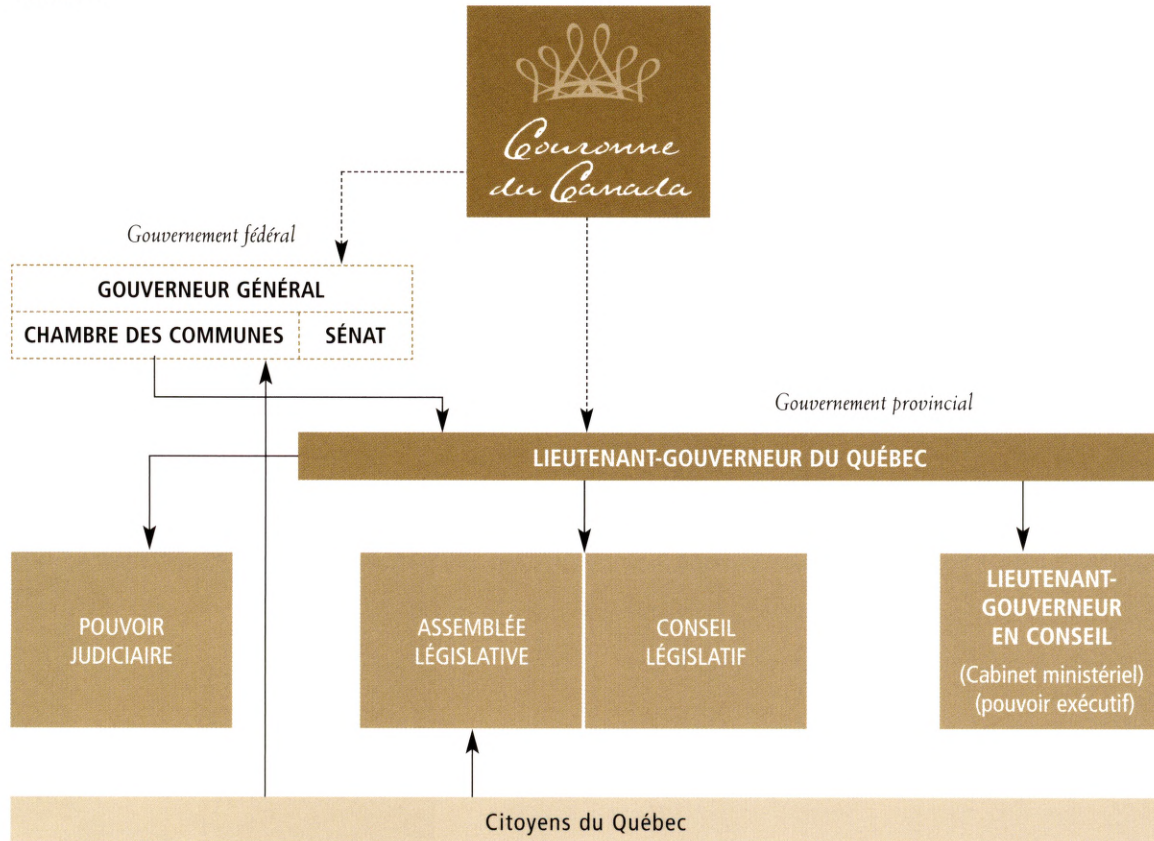 Couronne
du Canada
Gouvernement fédéral
GOUVERNEUR GÉNÉRAL
CHAMBRE DES COMMUNES
SÉNAT
Gouvernement provincial
LIEUTENANT-GOUVERNEUR DU QUÉBEC
POUVOIR
JUDICIAIRE
ASSEMBLÉE
LÉGISLATIVE
CONSEIL
LÉGISLATIF
LIEUTENANT-
GOUVERNEUR
EN CONSEIL
(Cabinet ministériel)
(pouvoir exécutif)
Citoyens du Québec